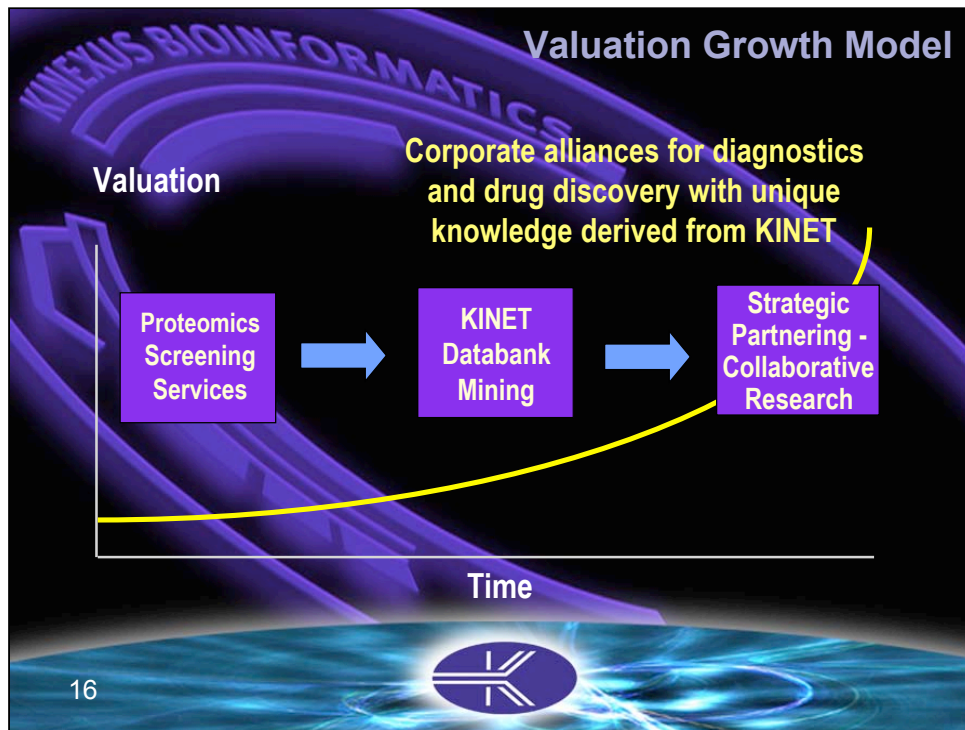 KINEXUS BIOINFORMATICS
Valuation Growth Model
Corporate alliances for diagnostics
and drug discovery with unique
knowledge derived from KINET
Valuation
Proteomics
Screening
Services
KINET
Databank
Mining
Strategic
Partnering -
Collaborative
Research
Time
16